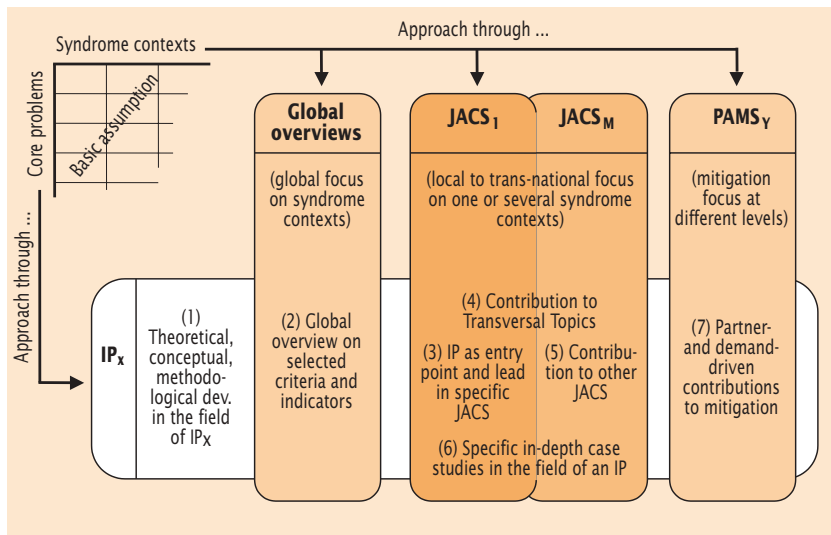 Approach through ...
Syndrome contexts
Core problems
Basic assumption
Approach through ...
Global
overviews
JACS1
JACSM
PAMSY
(global focus
on syndrome
contexts)
(local to trans-national focus
on one or several syndrome
contexts)
(mitigation
focus at
different levels)
IPx
(1)
Theoretical,
conceptual,
methodo-
logical dev.
in the field
of IPx
(2) Global
overview on
selected
criteria and
indicators
(4) Contribution to
Transversal Topics
(3) IP as entry
point and lead
in specific
JACS
(5) Contribu-
tion to other
JACS
(6) Specific in-depth case
studies in the field of an IP
(7) Partner-
and demand-
driven
contributions
to mitigation